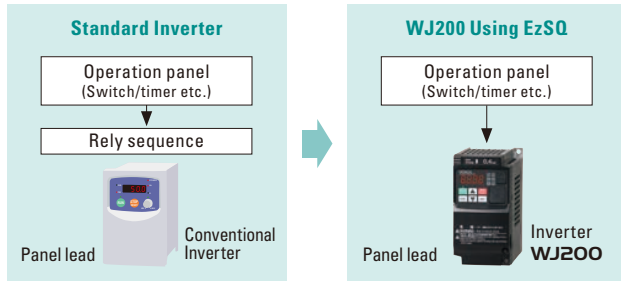 Standard Inverter
Operation panel
(Switch/timer etc.)
Rely sequence
Panel lead
Conventional
Inverter
WJ200 Using EzSQ
Operation panel
(Switch/timer etc.)
Panel lead
Inverter
WJ200